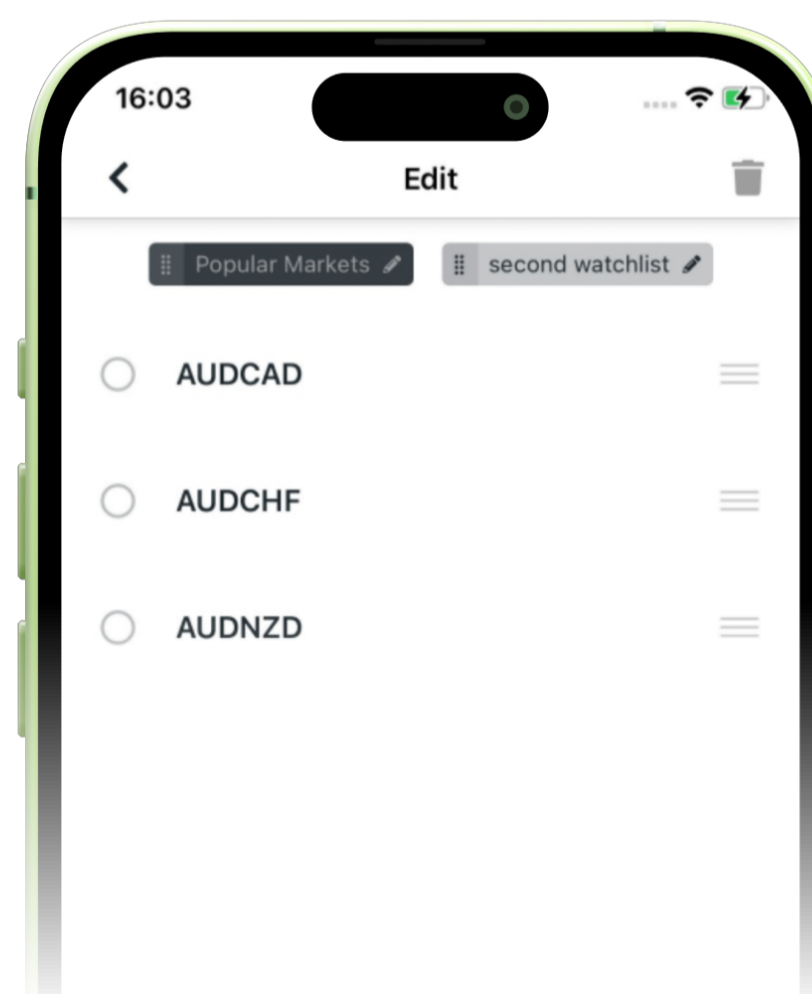 16:03
Edit
Popular Markets second watchlist
AUDCAD
AUDCHF
AUDNZD